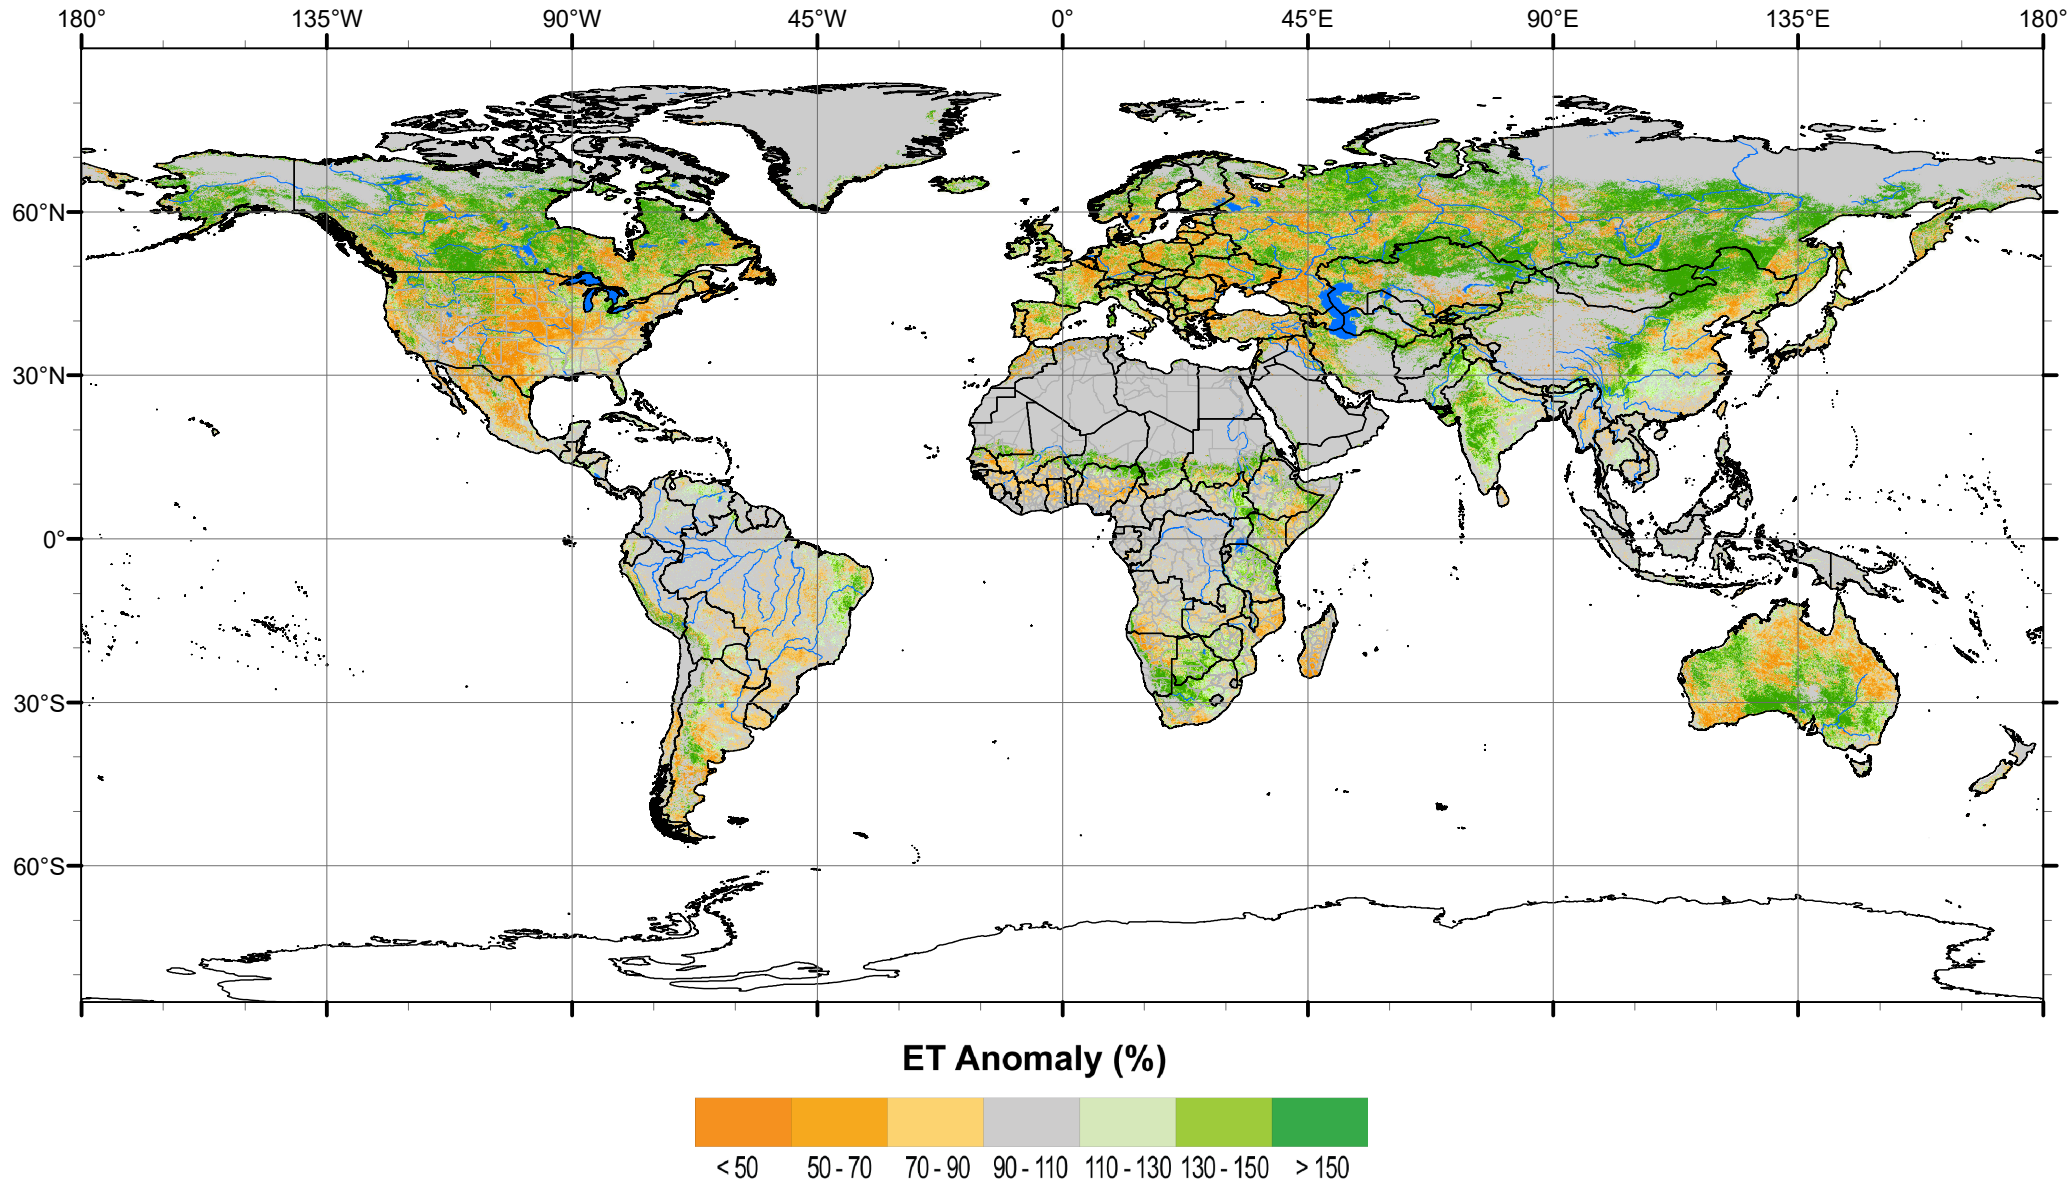 180° 135°W 90°W 45°W 0° 45°E 90°E 135°E 180°
60°N
30°N
0°
30°S
60°S
ET Anomaly (%)
< 50 50 - 70 70 - 90 90 - 110 110 - 130 130 - 150 > 150